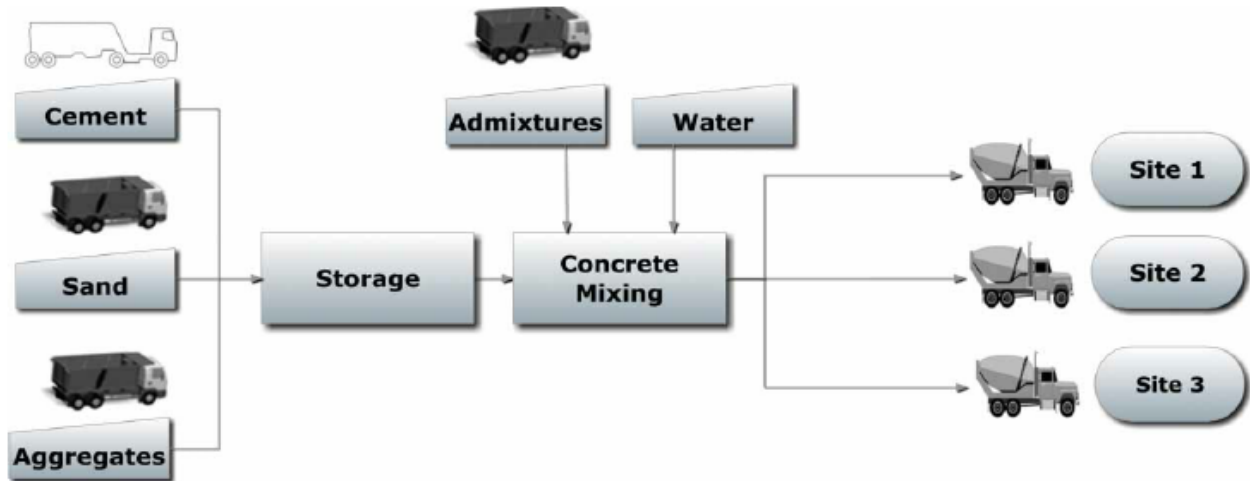 Cement
Admixtures
Water
Site 1
Sand
Storage
Concrete
Mixing
Site 2
Aggregates
Site 3